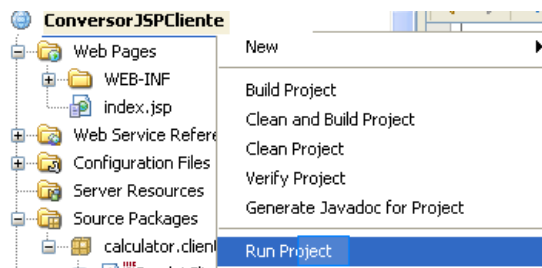 ConversorJSPCliente
Web Pages
WEB-INF
index.jsp
Web Service Refere
Configuration Files
Server Resources
Source Packages
calculator.client
New
Build Project
Clean and Build Project
Clean Project
Verify Project
Generate Javadoc for Project
Run Project